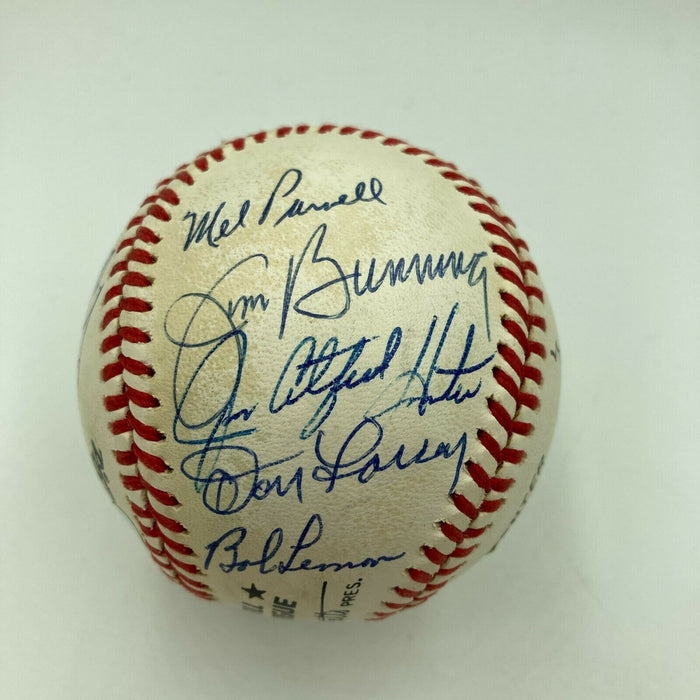 Mel Parnell
Jim Bunning
Jim Catfish Hunter
Don Larsen
Bob Lemon
PRES.